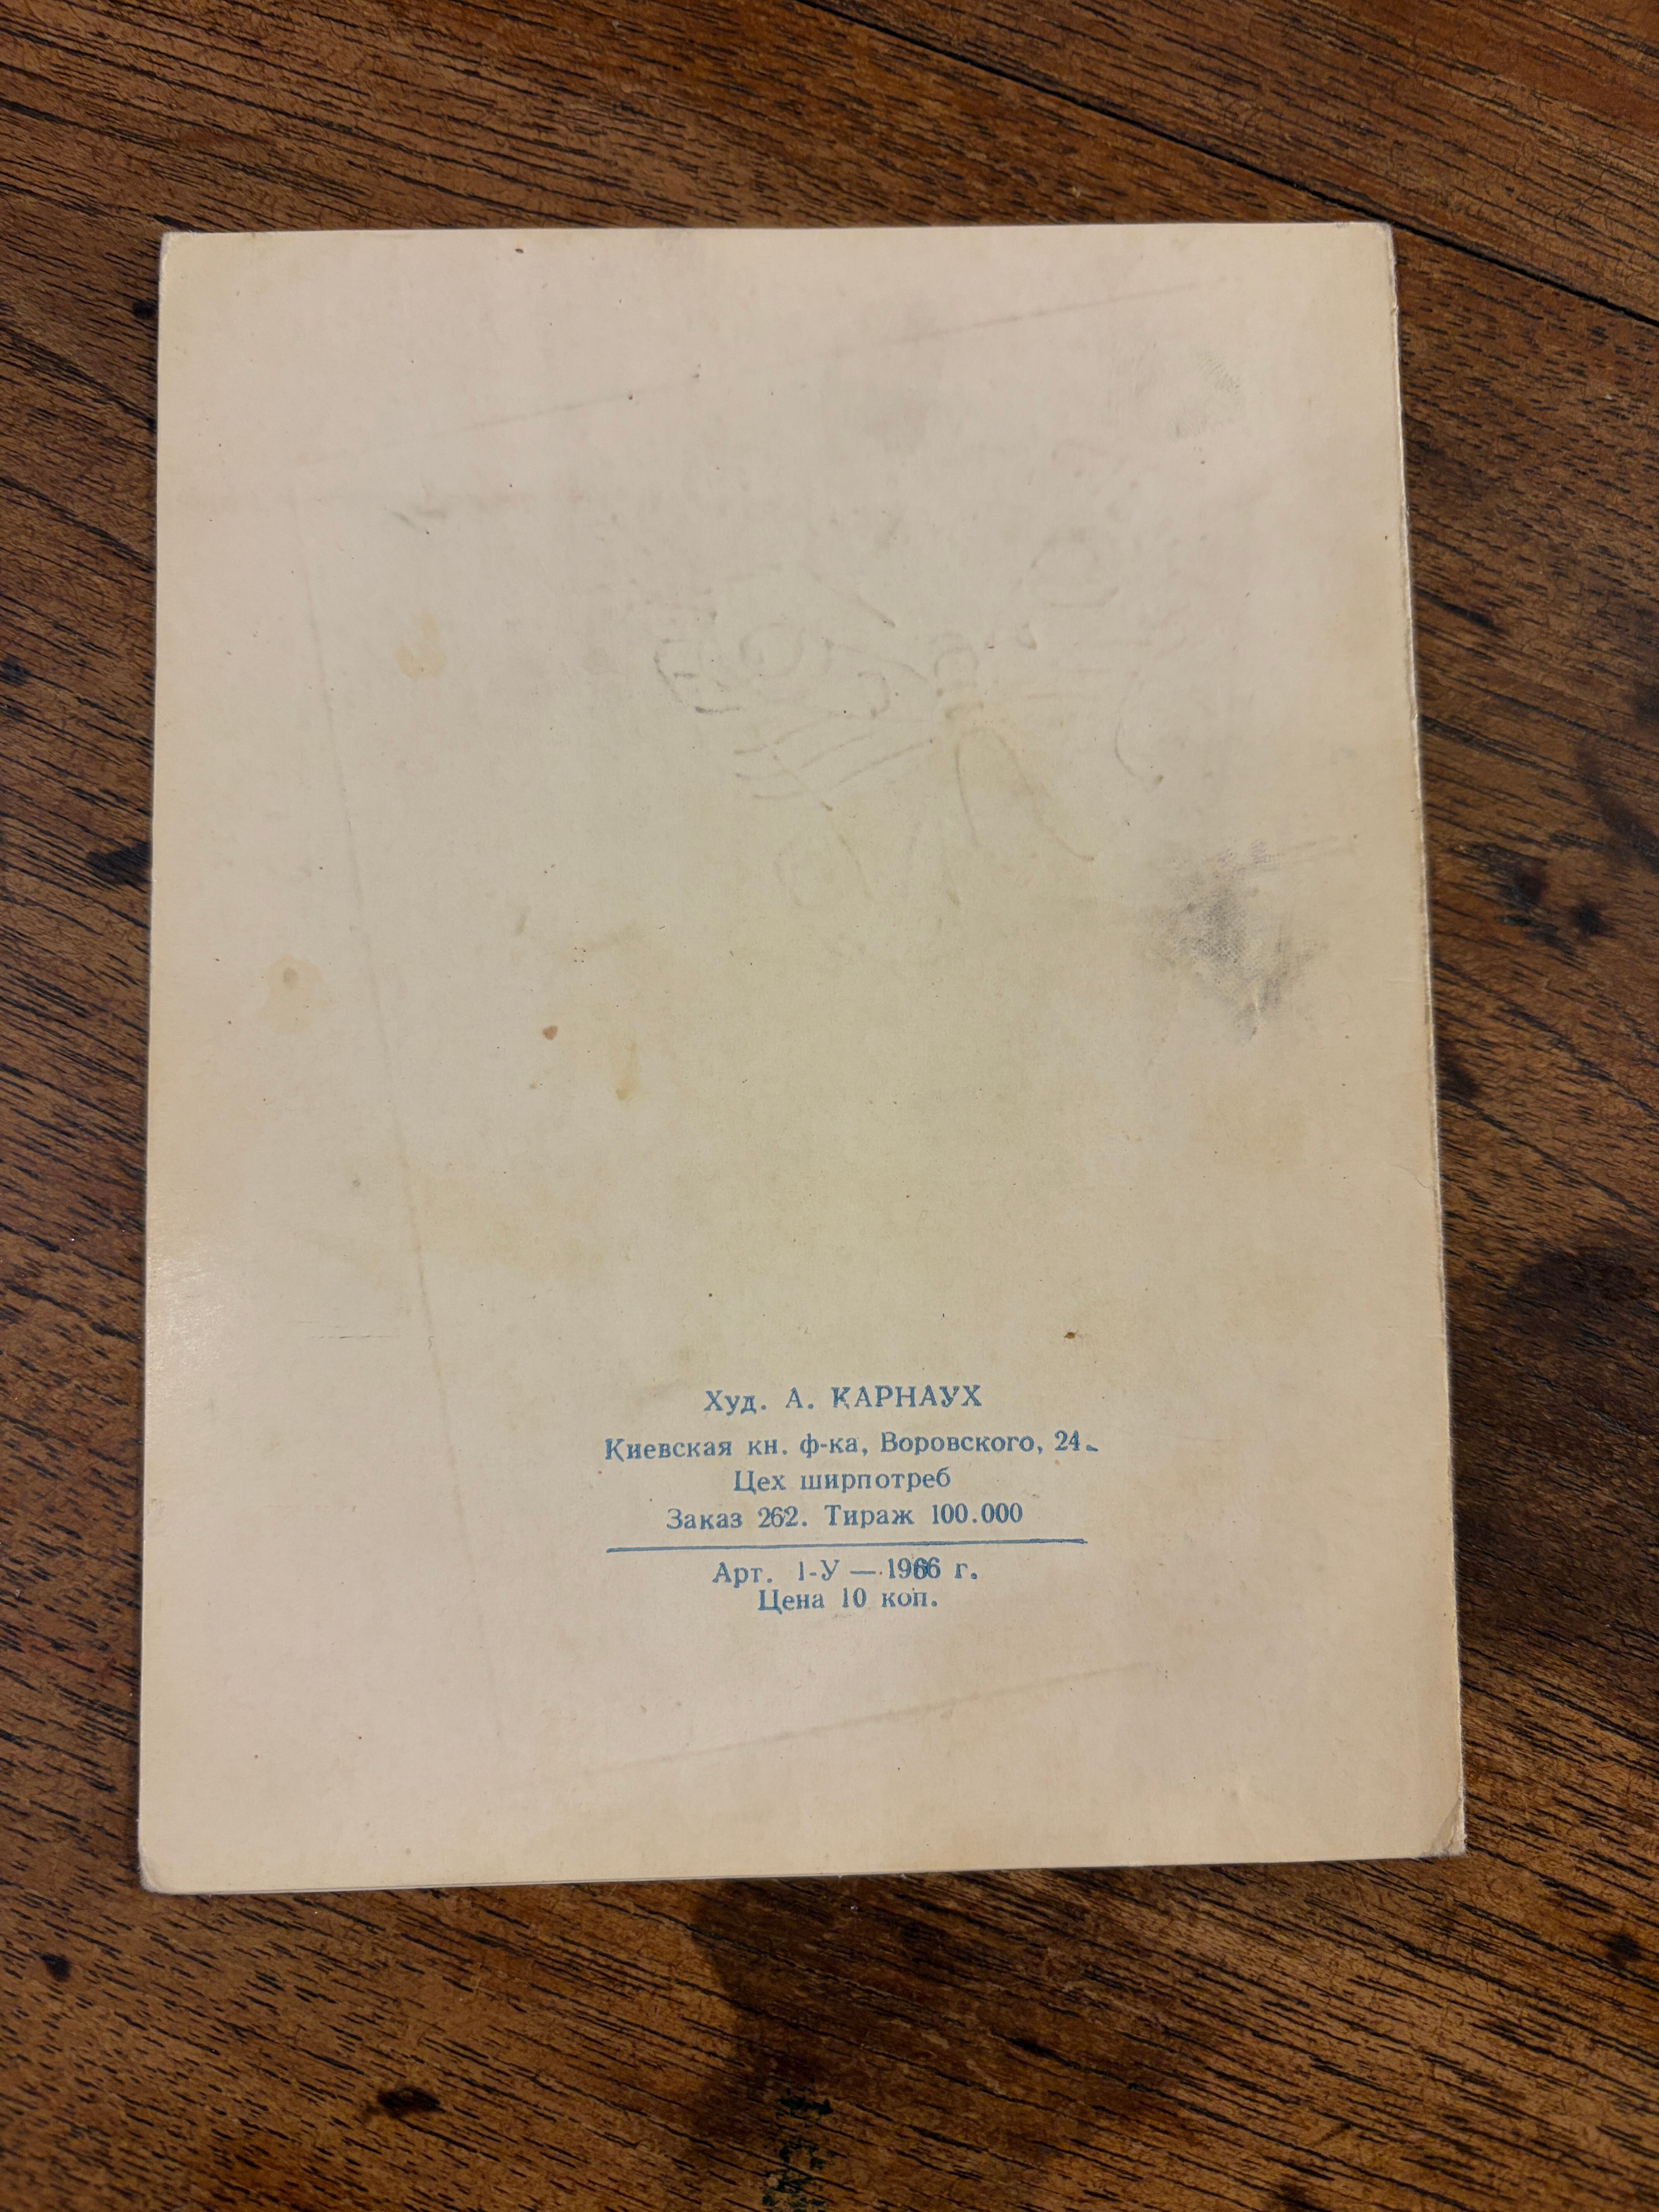 Худ. А. КАРНАУХ
Киевская кн. ф-ка, Воровского, 24.
Цех ширпотреб
Заказ 262. Тираж 100.000
Арт. 1-У — 1966 г.
Цена 10 коп.